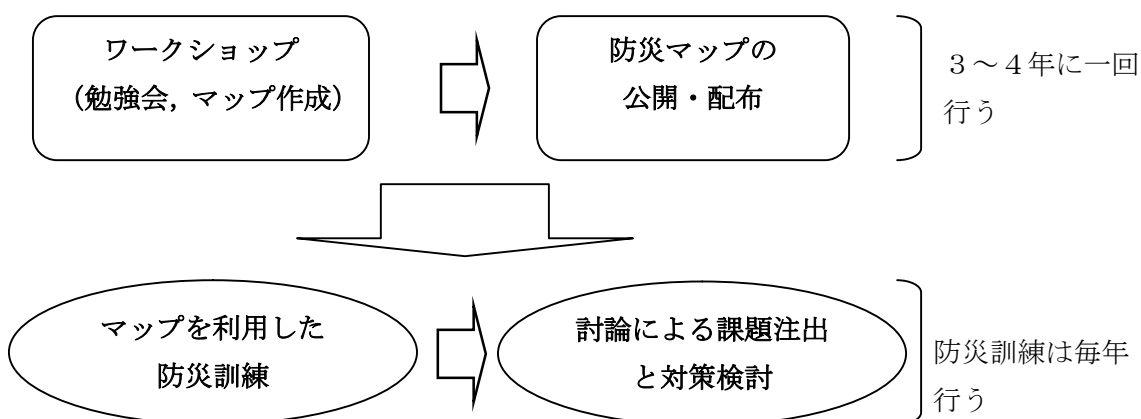 ワークショップ
（勉強会，マップ作成）
防災マップの
公開・配布
３～４年に一回
行う
マップを利用した
防災訓練
討論による課題注出
と対策検討
防災訓練は毎年
行う